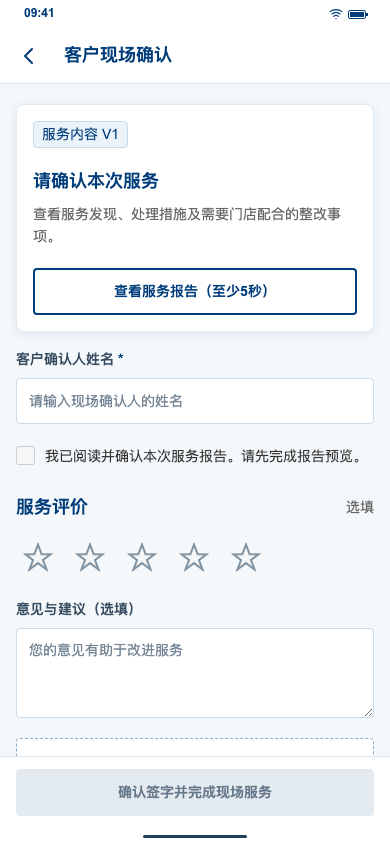 09:41
客户现场确认
服务内容 V1
请确认本次服务
查看服务发现、处理措施及需要门店配合的整改事
项。
查看服务报告（至少5秒）
客户确认人姓名 *
请输入现场确认人的姓名
我已阅读并确认本次服务报告。请先完成报告预览。
服务评价
选填
意见与建议（选填）
您的意见有助于改进服务
确认签字并完成现场服务